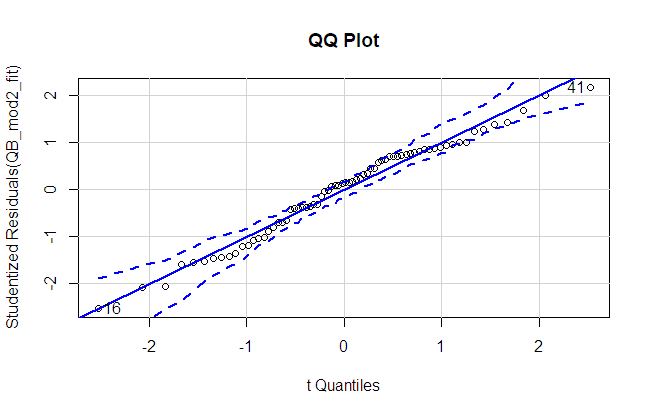 QQ Plot
Studentized Residuals(QB_mod2_fit)
2
1
0
-1
-2
41
16
-2 -1 0 1 2
t Quantiles